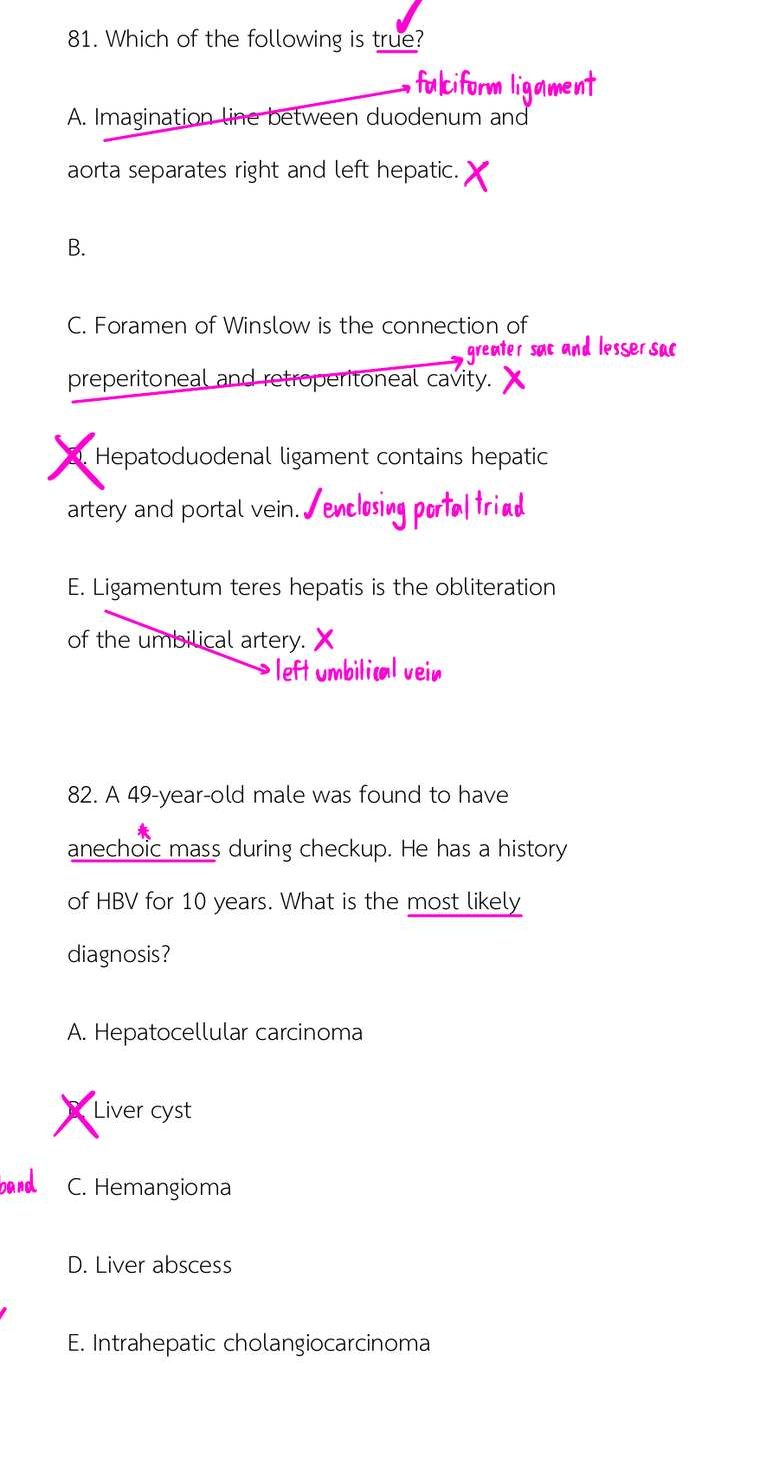 81. Which of the following is true?
falciform ligament
A. Imagination line between duodenum and
aorta separates right and left hepatic. X
B.
C. Foramen of Winslow is the connection of
greater sac and lesser sac
preperitoneal and retroperitoneal cavity. X
D. Hepatoduodenal ligament contains hepatic
artery and portal vein. / enclosing portal triad
E. Ligamentum teres hepatis is the obliteration
of the umbilical artery. X
left umbilical vein
82. A 49-year-old male was found to have
anechoic mass during checkup. He has a history
of HBV for 10 years. What is the most likely
diagnosis?
A. Hepatocellular carcinoma
B. Liver cyst
band C. Hemangioma
D. Liver abscess
E. Intrahepatic cholangiocarcinoma